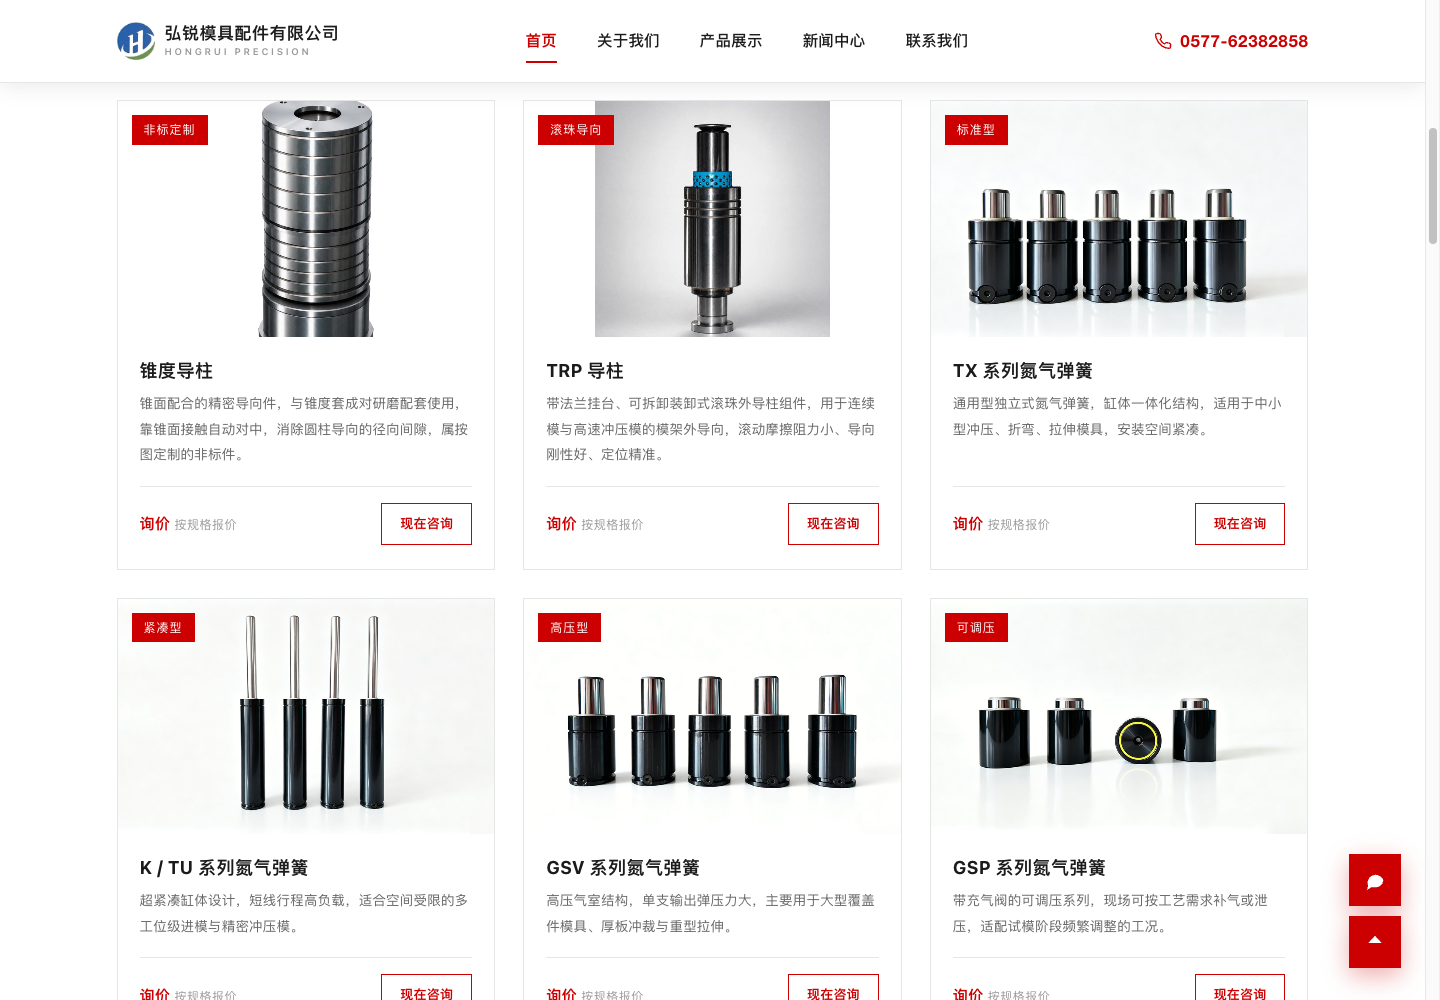 弘锐模具配件有限公司
HONGRUI PRECISION
首页
关于我们
产品展示
新闻中心
联系我们
0577-62382858
非标定制
锥度导柱
锥面配合的精密导向件，与锥度套成对研磨配套使用，
靠锥面接触自动对中，消除圆柱导向的径向间隙，属按
图定制的非标件。
询价 按规格报价
现在咨询
滚珠导向
TRP 导柱
带法兰挂台、可拆卸装卸式滚珠外导柱组件，用于连续
模与高速冲压模的模架外导向，滚动摩擦阻力小、导向
刚性好、定位精准。
询价 按规格报价
现在咨询
标准型
TX 系列氮气弹簧
通用型独立式氮气弹簧，缸体一体化结构，适用于中小
型冲压、折弯、拉伸模具，安装空间紧凑。
询价 按规格报价
现在咨询
紧凑型
K / TU 系列氮气弹簧
超紧凑缸体设计，短线行程高负载，适合空间受限的多
工位级进模与精密冲压模。
询价 按规格报价
现在咨询
高压型
GSV 系列氮气弹簧
高压气室结构，单支输出弹压力大，主要用于大型覆盖
件模具、厚板冲裁与重型拉伸。
询价 按规格报价
现在咨询
可调压
GSP 系列氮气弹簧
带充气阀的可调压系列，现场可按工艺需求补气或泄
压，适配试模阶段频繁调整的工况。
询价 按规格报价
现在咨询